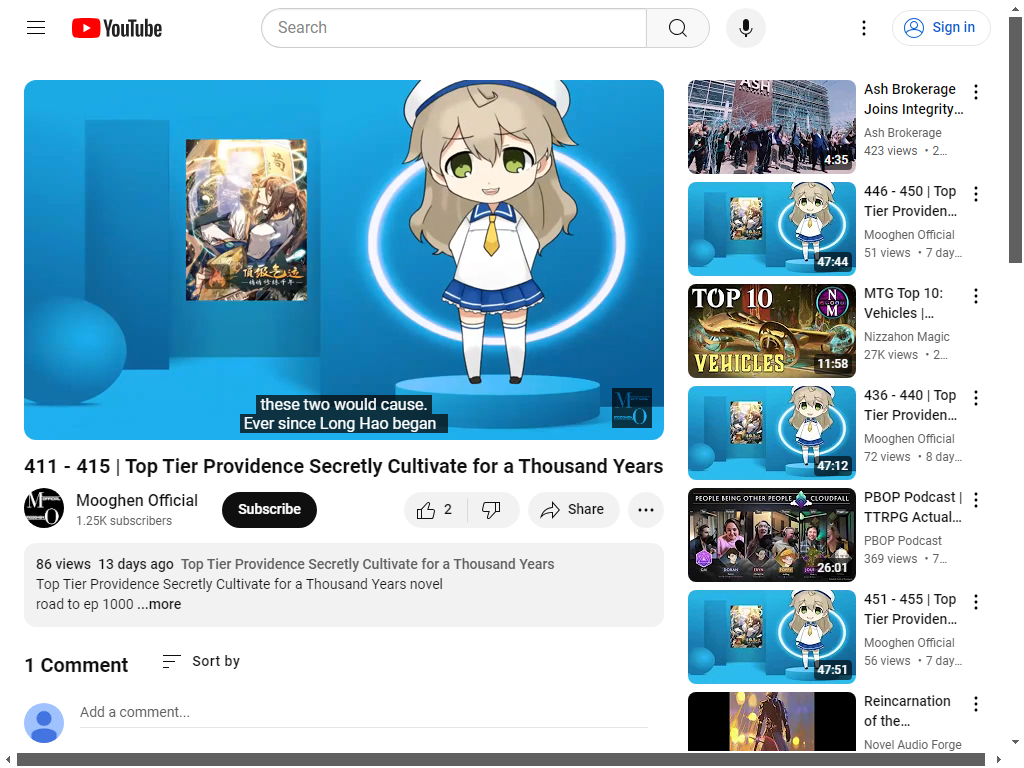 YouTube
Search
Sign in
these two would cause.
Ever since Long Hao began
411 - 415 | Top Tier Providence Secretly Cultivate for a Thousand Years
Mooghen Official
1.25K subscribers
Subscribe
2
Share
86 views 13 days ago Top Tier Providence Secretly Cultivate for a Thousand Years
Top Tier Providence Secretly Cultivate for a Thousand Years novel
road to ep 1000 ...more
1 Comment
Sort by
Add a comment...
4:35
Ash Brokerage
Joins Integrity…
Ash Brokerage
423 views • 2…
47:44
446 - 450 | Top
Tier Providen…
Mooghen Official
51 views • 7 day…
TOP 10
VEHICLES
11:58
MTG Top 10:
Vehicles |…
Nizzahon Magic
27K views • 2…
47:12
436 - 440 | Top
Tier Providen…
Mooghen Official
72 views • 8 day…
PEOPLE BEING OTHER PEOPLE
CLOUDFALL
26:01
PBOP Podcast |
TTRPG Actual…
PBOP Podcast
369 views • 7…
47:51
451 - 455 | Top
Tier Providen…
Mooghen Official
56 views • 7 day…
Reincarnation
of the…
Novel Audio Forge